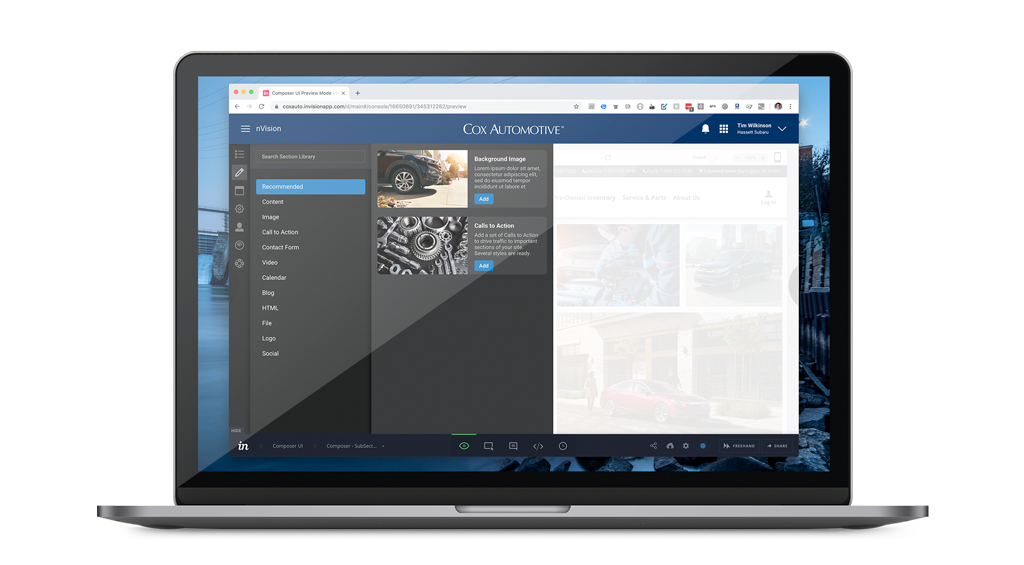 Composer UI Preview Mode -
coxauto.invisionapp.com/d/main#/console/16650691/345312282/preview
nVision
COX AUTOMOTIVE™
Tim Wilkinson
Hassett Subaru
Search Section Library
Recommended
Content
Image
Call to Action
Contact Form
Video
Calendar
Blog
HTML
File
Logo
Social
Background Image
Lorem ipsum dolor sit amet,
consectetur adipiscing elit,
sed do eiusmod tempor
incididunt ut labore et
Add
Calls to Action
Add a set of Calls to Action
to drive traffic to important
sections of your site.
Several styles are ready
Add
Pre-Owned Inventory Service & Parts About Us
Log In
HIDE
in
Composer UI
Composer - SubSect...
FREEHAND
SHARE